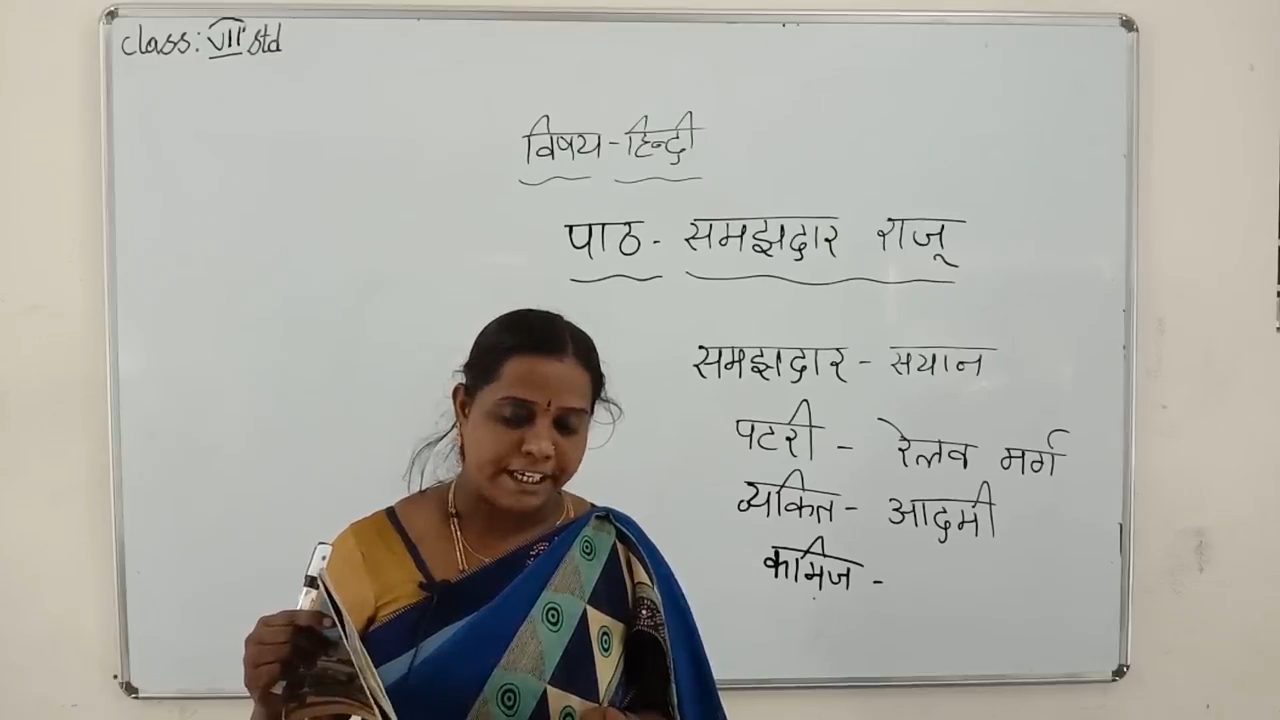 class: VII std
विषय - हिन्दी
पाठ - समझदार राजू
समझदार - सयान
पटरी - रेलव मर्ग
व्यकित - आदमी
कमिज -